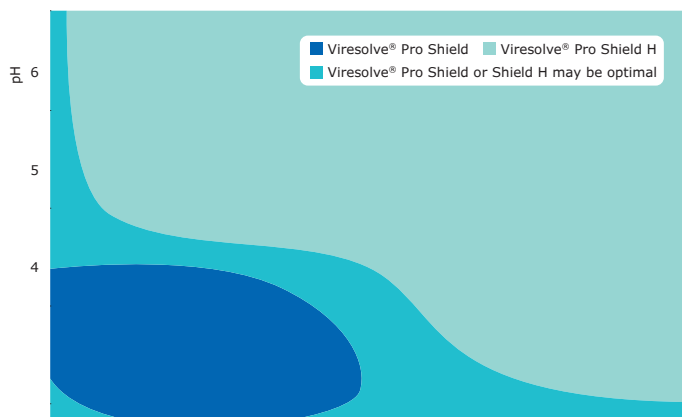 Viresolve® Pro Shield Viresolve® Pro Shield H
Viresolve® Pro Shield or Shield H may be optimal
pH
6
5
4